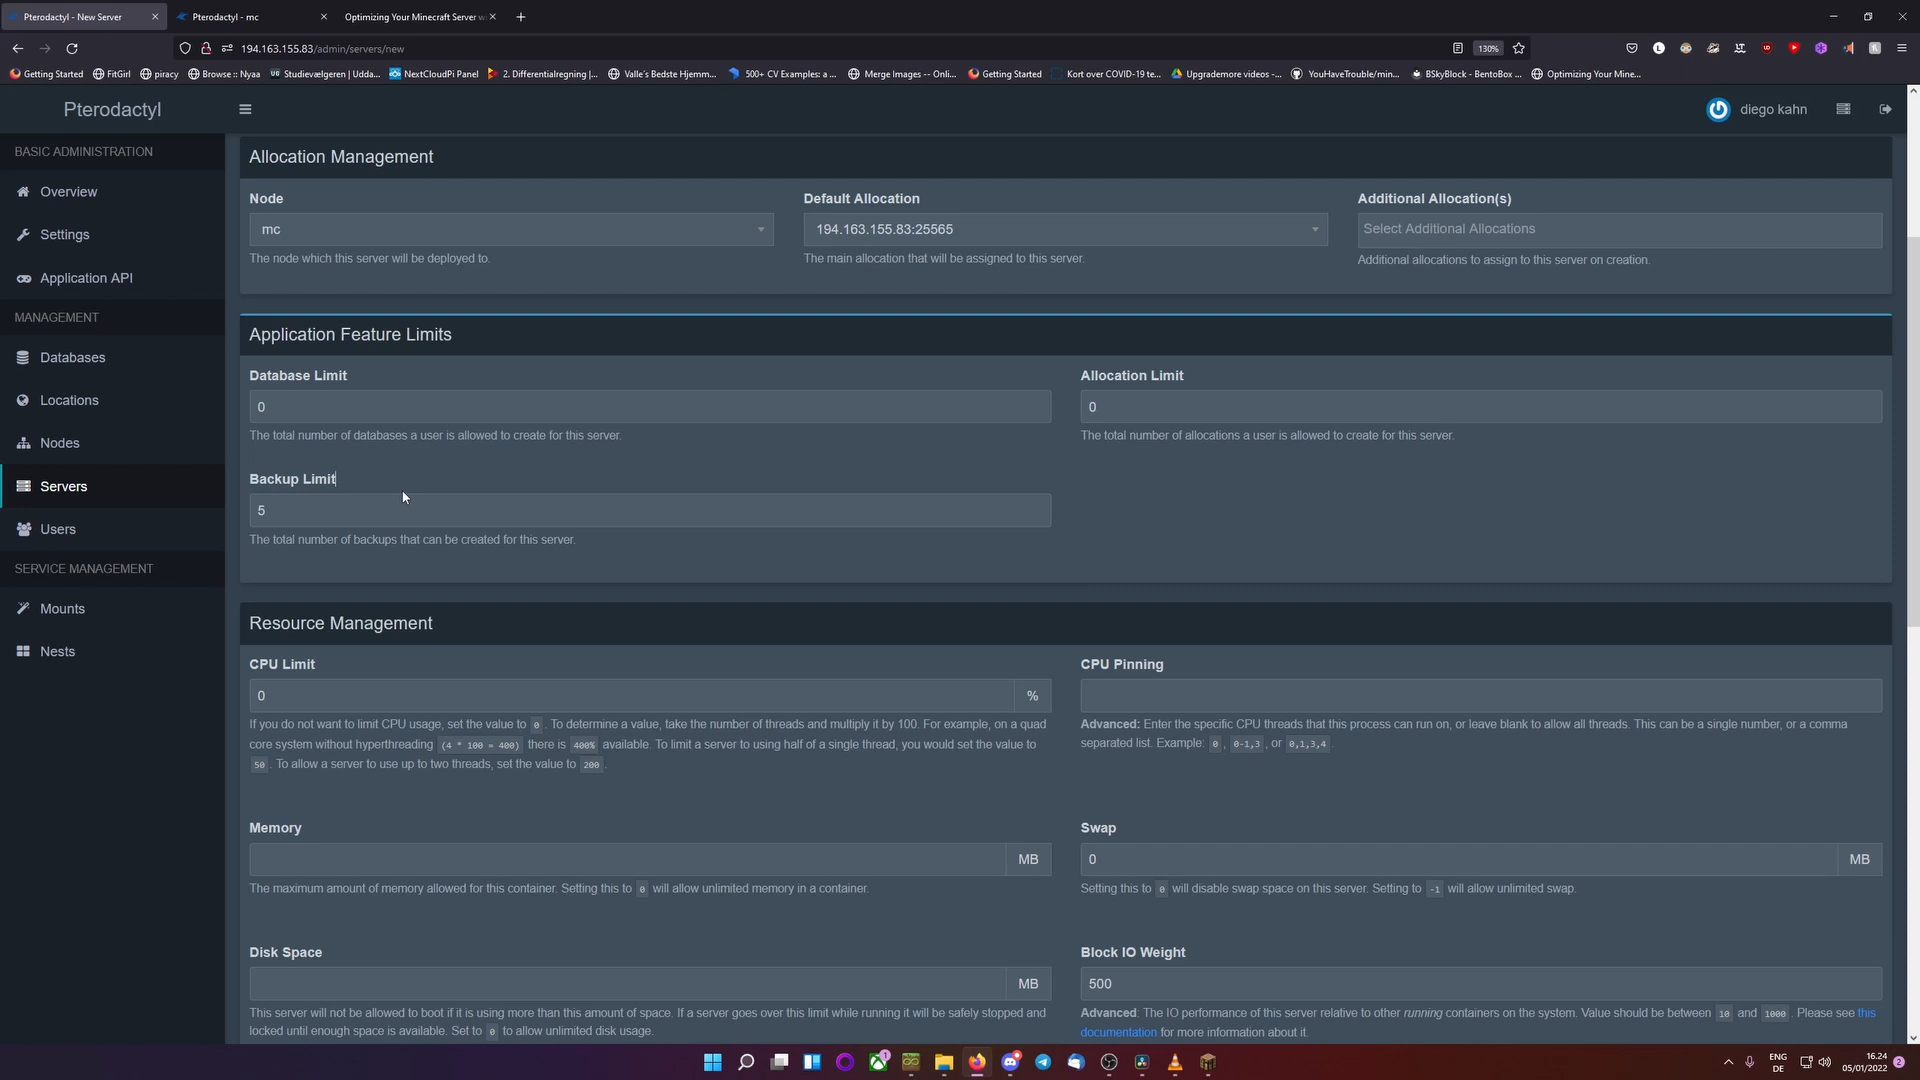 Pterodactyl - New Server
Pterodactyl - mc
Optimizing Your Minecraft Server w
194.163.155.83/admin/servers/new
130%
Getting Started
FitGirl
piracy
Browse :: Nyaa
Studievælgeren | Udda...
NextCloudPi Panel
2. Differentialregning |...
Valle's Bedste Hjemm...
500+ CV Examples: a ...
Merge Images -- Onli...
Getting Started
Kort over COVID-19 te...
Upgrademore videos -...
YouHaveTrouble/min...
BSkyBlock - BentoBox ...
Optimizing Your Mine...
Pterodactyl
diego kahn
BASIC ADMINISTRATION
Overview
Settings
Application API
MANAGEMENT
Databases
Locations
Nodes
Servers
Users
SERVICE MANAGEMENT
Mounts
Nests
Allocation Management
Node
mc
The node which this server will be deployed to.
Default Allocation
194.163.155.83:25565
The main allocation that will be assigned to this server.
Additional Allocation(s)
Select Additional Allocations
Additional allocations to assign to this server on creation.
Application Feature Limits
Database Limit
0
The total number of databases a user is allowed to create for this server.
Allocation Limit
0
The total number of allocations a user is allowed to create for this server.
Backup Limit
5
The total number of backups that can be created for this server.
Resource Management
CPU Limit
0 %
If you do not want to limit CPU usage, set the value to 0 . To determine a value, take the number of threads and multiply it by 100. For example, on a quad
core system without hyperthreading (4 * 100 = 400) there is 400% available. To limit a server to using half of a single thread, you would set the value to
50 . To allow a server to use up to two threads, set the value to 200 .
CPU Pinning
Advanced: Enter the specific CPU threads that this process can run on, or leave blank to allow all threads. This can be a single number, or a comma
separated list. Example: 0 , 0-1,3 , or 0,1,3,4 .
Memory
MB
The maximum amount of memory allowed for this container. Setting this to 0 will allow unlimited memory in a container.
Swap
0 MB
Setting this to 0 will disable swap space on this server. Setting to -1 will allow unlimited swap.
Disk Space
MB
This server will not be allowed to boot if it is using more than this amount of space. If a server goes over this limit while running it will be safely stopped and
locked until enough space is available. Set to 0 to allow unlimited disk usage.
Block IO Weight
500
Advanced: The IO performance of this server relative to other running containers on the system. Value should be between 10 and 1000 . Please see this
documentation for more information about it.
ENG
DE
16.24
05/01/2022
2